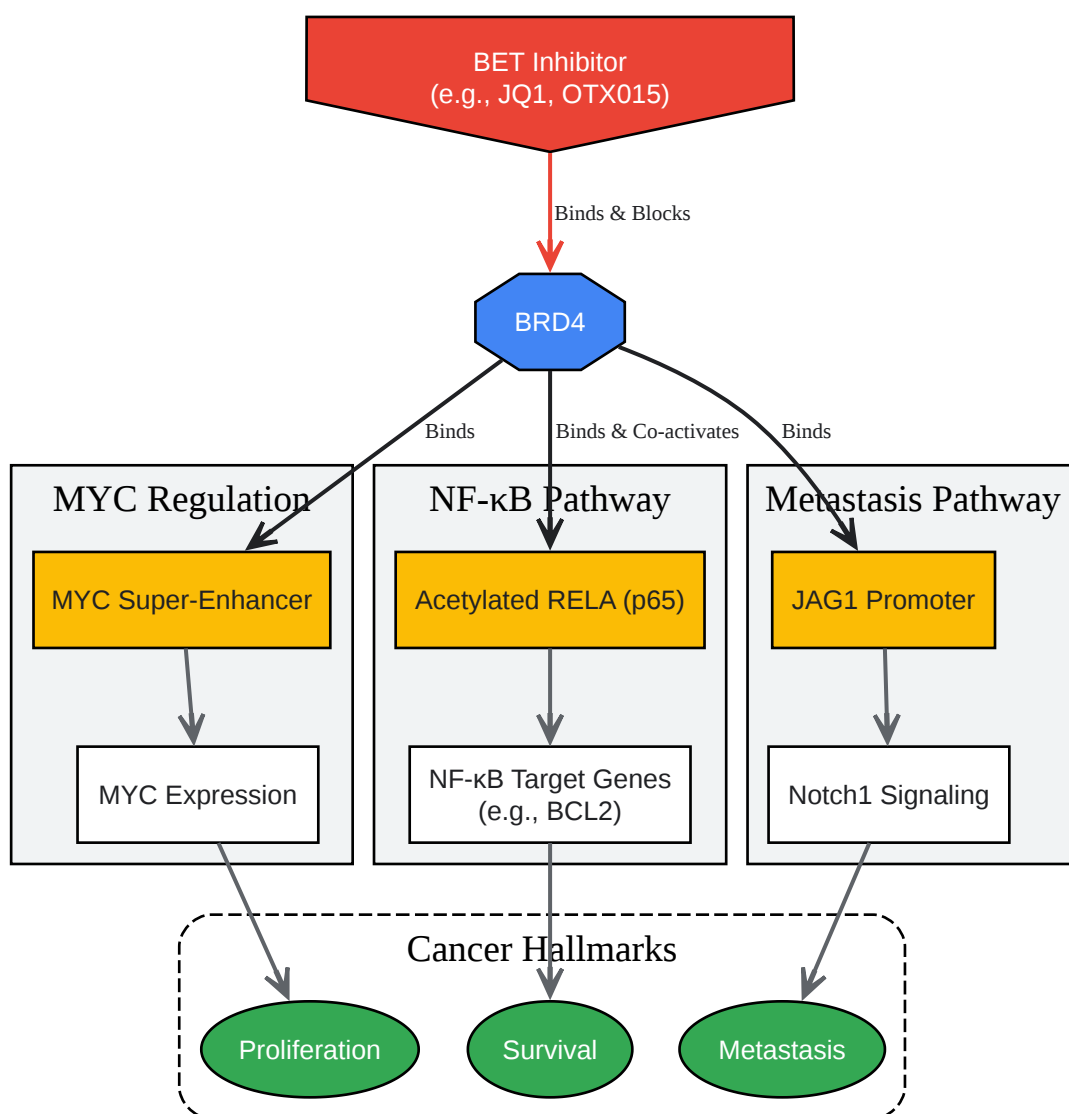 BET Inhibitor
(e.g., JQ1, OTX015)
Binds & Blocks
BRD4
Binds
Binds & Co-activates
Binds
MYC Regulation
NF-κB Pathway
Metastasis Pathway
MYC Super-Enhancer
Acetylated RELA (p65)
JAG1 Promoter
MYC Expression
NF-κB Target Genes
(e.g., BCL2)
Notch1 Signaling
Cancer Hallmarks
Proliferation
Survival
Metastasis